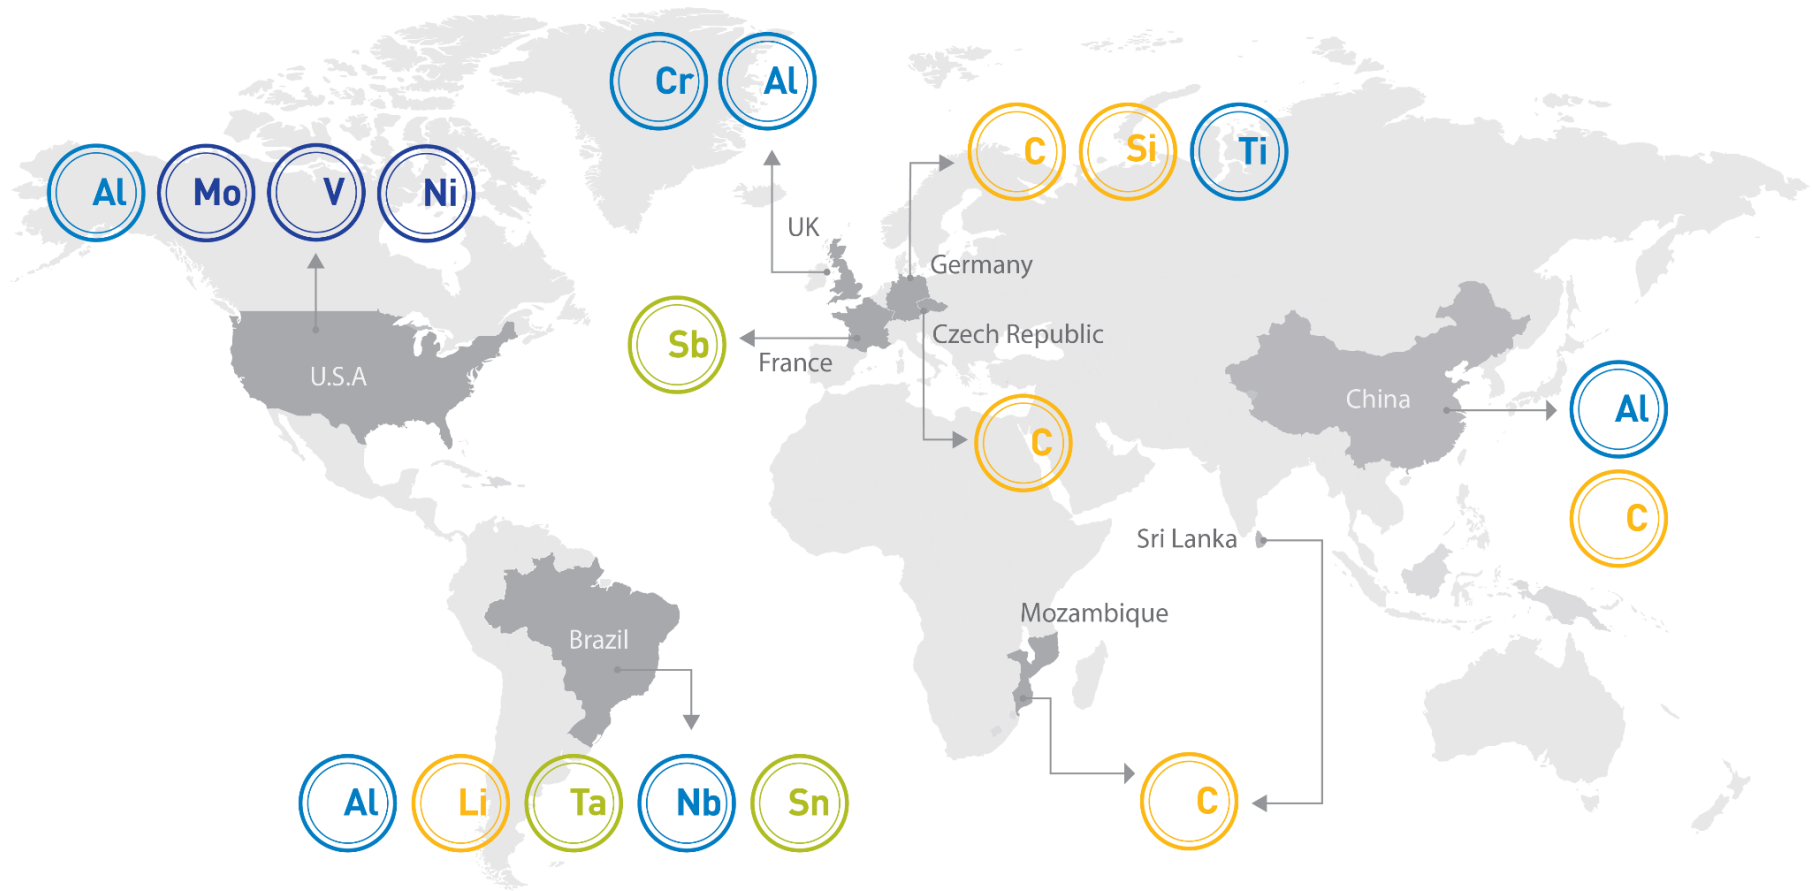 Cr Al
C Si Ti
Al Mo V Ni
UK
Germany
Sb
France
Czech Republic
U.S.A
China
Al
C
C
Sri Lanka
Mozambique
Brazil
Al Li Ta Nb Sn
C